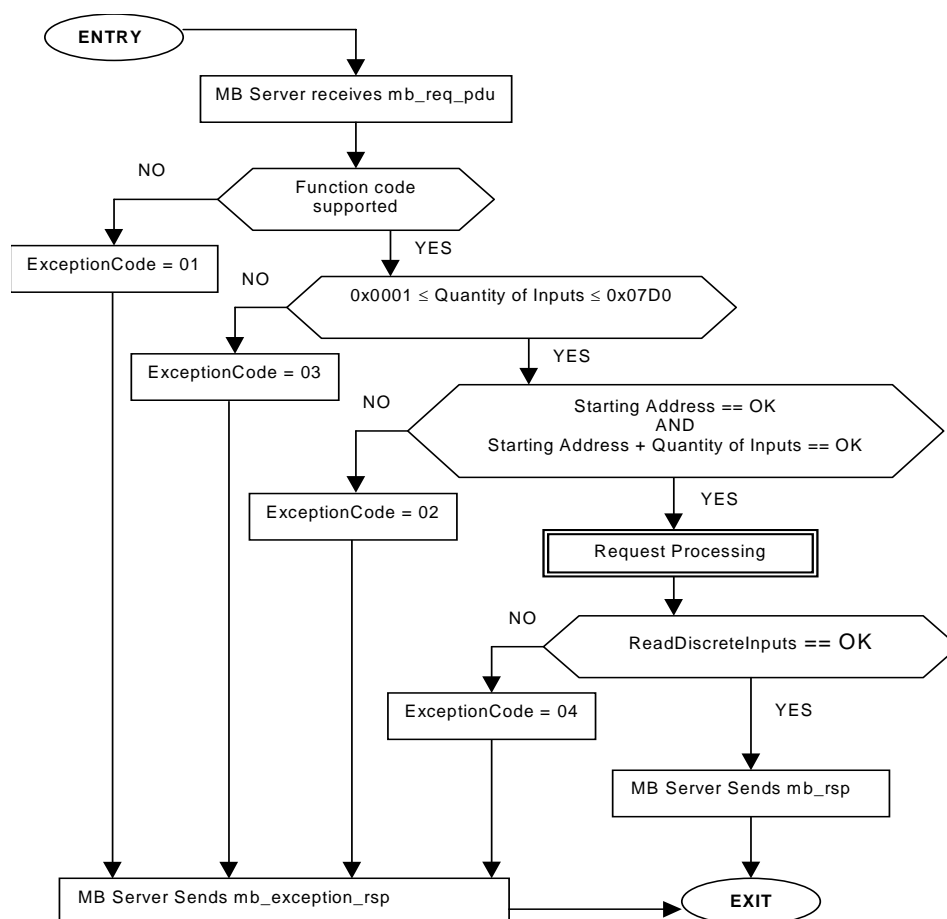 ENTRY
MB Server receives mb_req_pdu
NO
Function code
supported
YES
ExceptionCode = 01
NO
0x0001 ≤ Quantity of Inputs ≤ 0x07D0
YES
ExceptionCode = 03
NO
Starting Address == OK
AND
Starting Address + Quantity of Inputs == OK
YES
ExceptionCode = 02
Request Processing
NO
ReadDiscreteInputs == OK
YES
ExceptionCode = 04
MB Server Sends mb_rsp
MB Server Sends mb_exception_rsp
EXIT